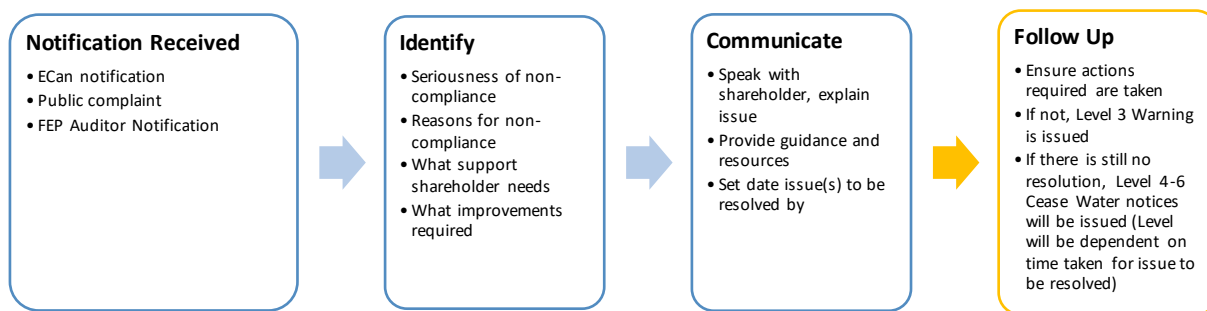 Notification Received
• ECan notification
• Public complaint
• FEP Auditor Notification
Identify
• Seriousness of non-
compliance
• Reasons for non-
compliance
• What support
shareholder needs
• What improvements
required
Communicate
• Speak with
shareholder, explain
issue
• Provide guidance and
resources
• Set date issue(s) to be
resolved by
Follow Up
• Ensure actions
required are taken
• If not, Level 3 Warning
is issued
• If there is still no
resolution, Level 4-6
Cease Water notices
will be issued (Level
will be dependent on
time taken for issue to
be resolved)